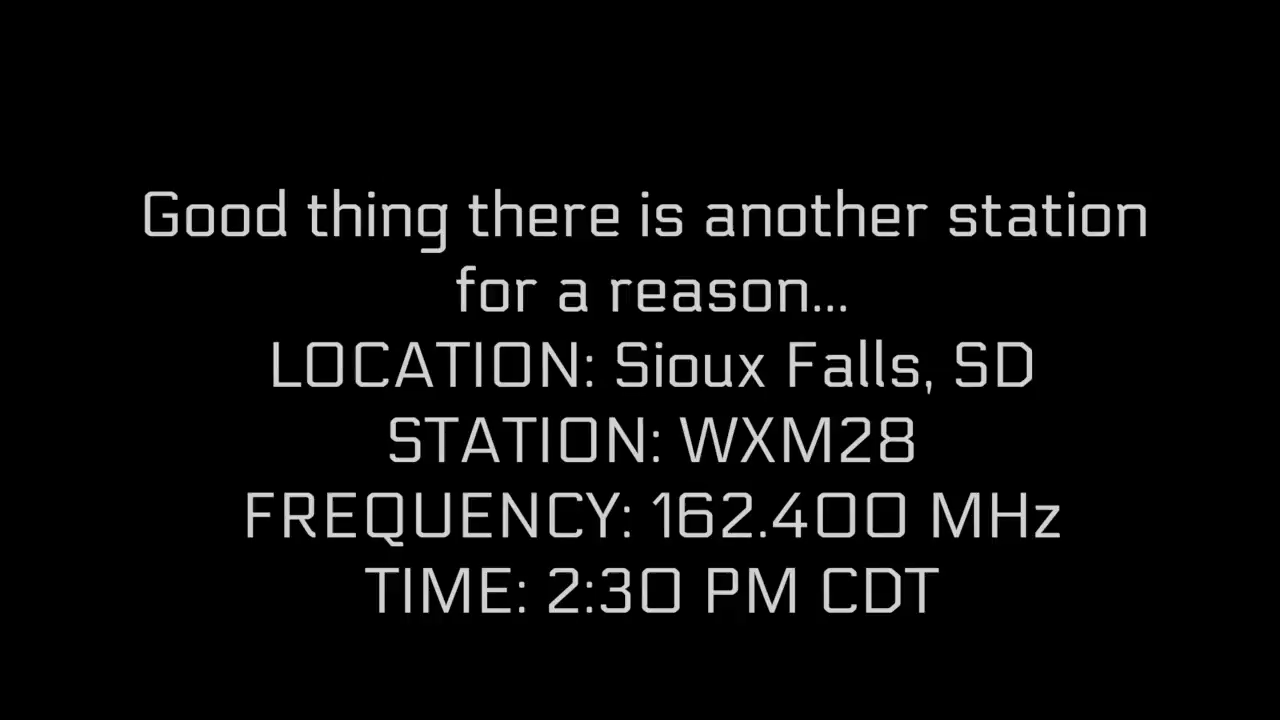 Good thing there is another station
for a reason...
LOCATION: Sioux Falls, SD
STATION: WXM28
FREQUENCY: 162.400 MHz
TIME: 2:30 PM CDT